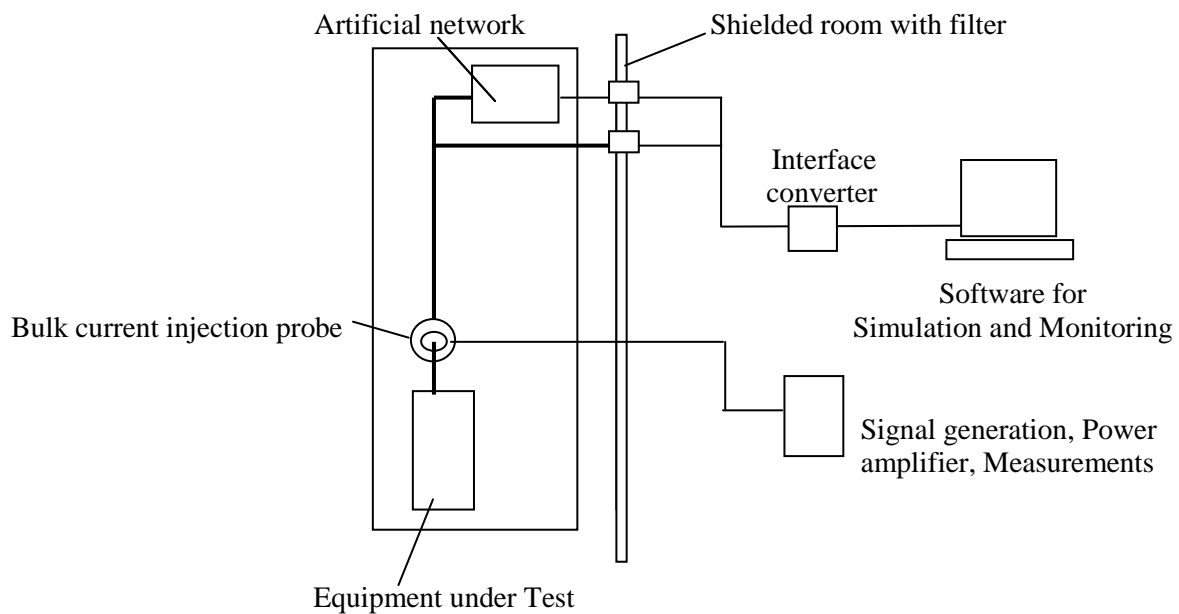 Artificial network
Shielded room with filter
Interface
converter
Software for
Simulation and Monitoring
Bulk current injection probe
Signal generation, Power
amplifier, Measurements
Equipment under Test